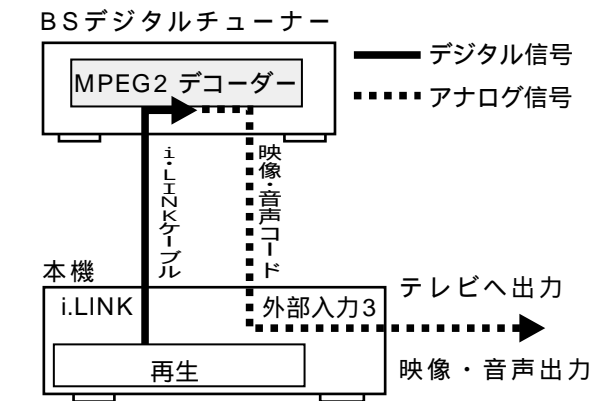 BSデジタルチューナー
デジタル信号
MPEG2 デコーダー
アナログ信号
i・LINKケーブル
映像・音声コード
本機
テレビへ出力
i.LINK
外部入力3
再生
映像・音声出力